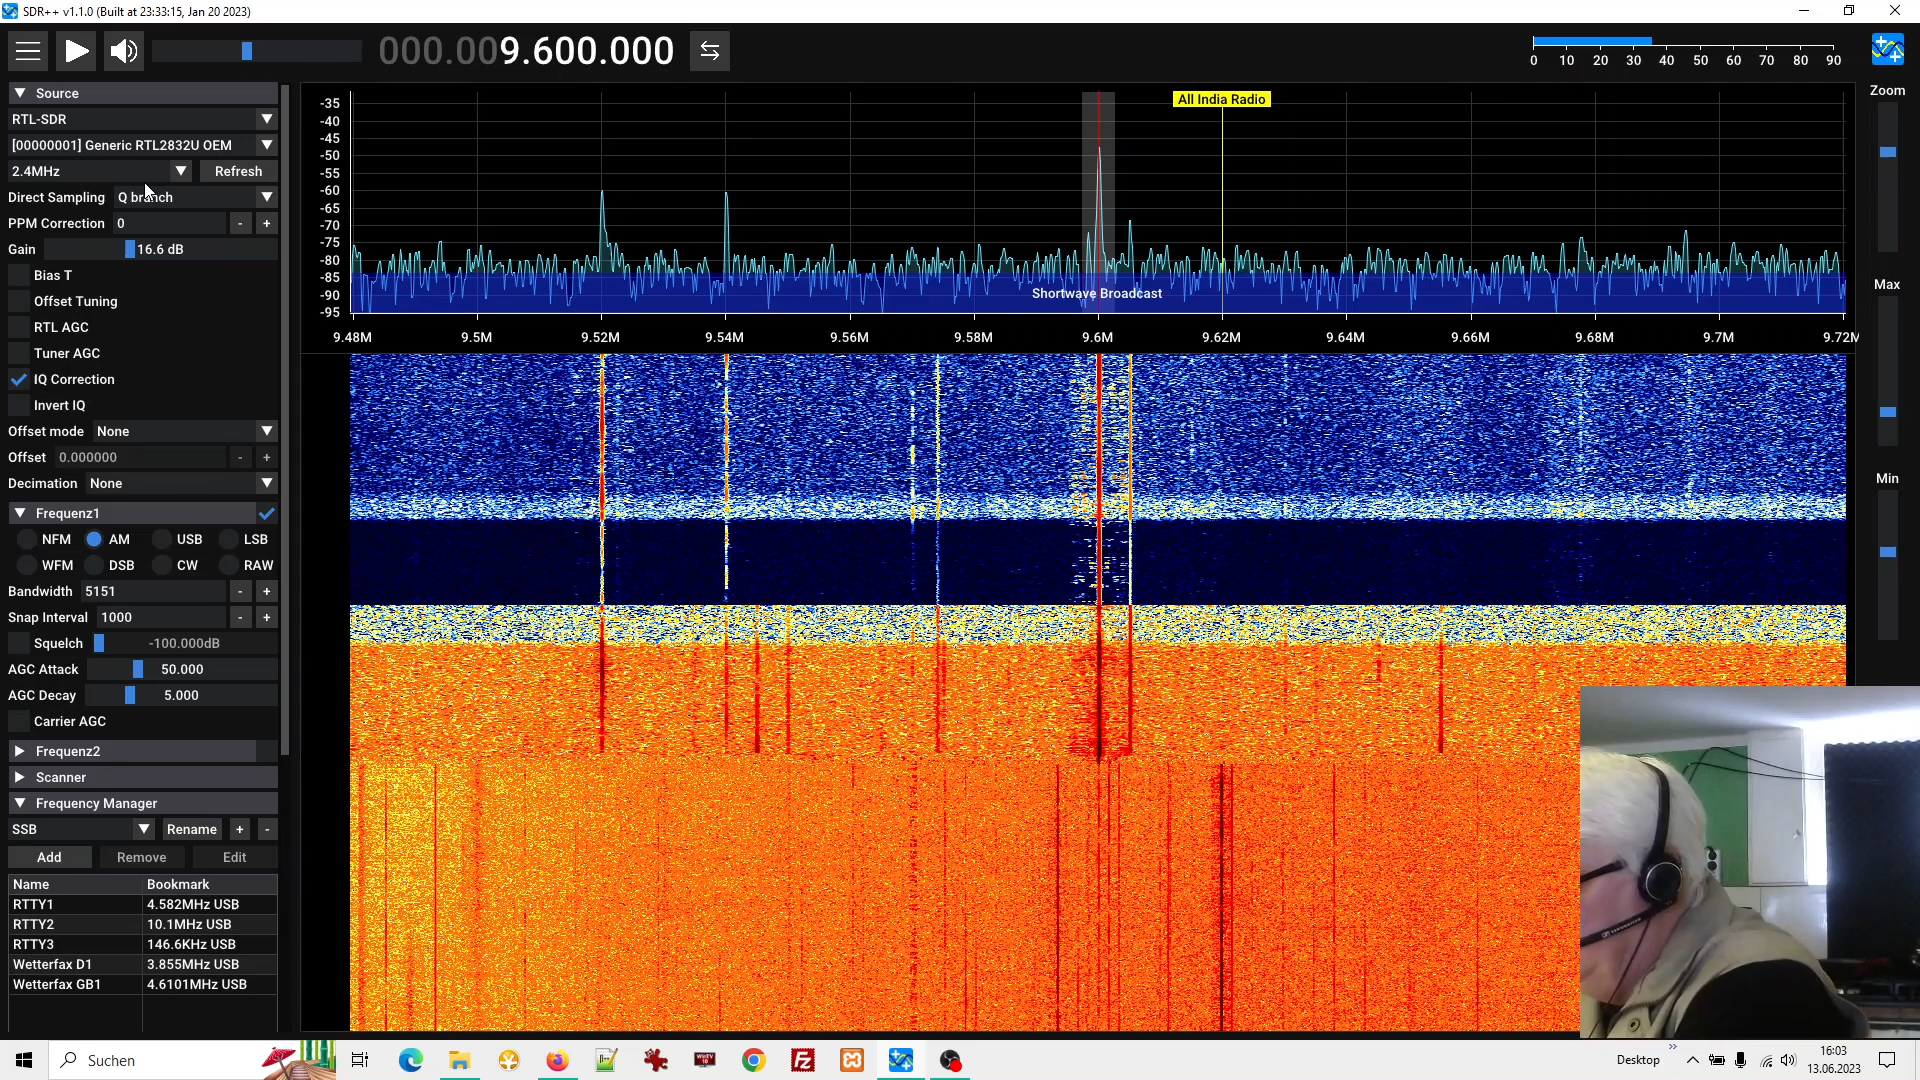 SDR++ v1.1.0 (Built at 23:33:15, Jan 20 2023)
000.009.600.000
0 10 20 30 40 50 60 70 80 90
Source
RTL-SDR
[00000001] Generic RTL2832U OEM
2.4MHz Refresh
Direct Sampling Q branch
PPM Correction 0 - +
Gain 16.6 dB
Bias T
Offset Tuning
RTL AGC
Tuner AGC
IQ Correction
Invert IQ
Offset mode None
Offset 0.000000 - +
Decimation None
Frequenz1
NFM AM USB LSB
WFM DSB CW RAW
Bandwidth 5151 - +
Snap Interval 1000 - +
Squelch -100.000dB
AGC Attack 50.000
AGC Decay 5.000
Carrier AGC
Frequenz2
Scanner
Frequency Manager
SSB Rename + -
Add Remove Edit
Name Bookmark
RTTY1 4.582MHz USB
RTTY2 10.1MHz USB
RTTY3 146.6KHz USB
Wetterfax D1 3.855MHz USB
Wetterfax GB1 4.6101MHz USB
All India Radio
-35
-40
-45
-50
-55
-60
-65
-70
-75
-80
-85
-90
-95
Shortwave Broadcast
9.48M 9.5M 9.52M 9.54M 9.56M 9.58M 9.6M 9.62M 9.64M 9.66M 9.68M 9.7M 9.72M
Zoom
Max
Min
Suchen
Desktop
16:03
13.06.2023